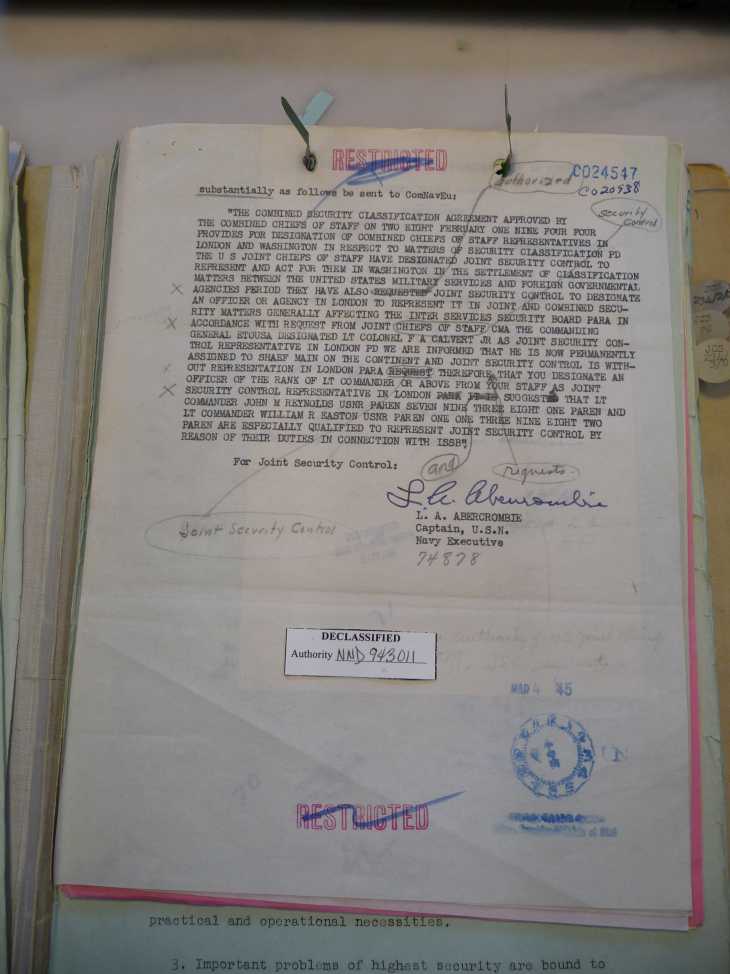 RESTRICTED
CO24547
authorized
CO20938
substantially as follows be sent to ComNavEu:
Security
Control
"THE COMBINED SECURITY CLASSIFICATION AGREEMENT APPROVED BY
THE COMBINED CHIEFS OF STAFF ON TWO EIGHT FEBRUARY ONE NINE FOUR FOUR
PROVIDES FOR DESIGNATION OF COMBINED CHIEFS OF STAFF REPRESENTATIVES IN
LONDON AND WASHINGTON IN RESPECT TO MATTERS OF SECURITY CLASSIFICATION PD
THE U S JOINT CHIEFS OF STAFF HAVE DESIGNATED JOINT SECURITY CONTROL TO
REPRESENT AND ACT FOR THEM IN WASHINGTON IN THE SETTLEMENT OF CLASSIFICATION
MATTERS BETWEEN THE UNITED STATES MILITARY SERVICES AND FOREIGN GOVERNMENTAL
X AGENCIES PERIOD THEY HAVE ALSO REQUESTED JOINT SECURITY CONTROL TO DESIGNATE
AN OFFICER OR AGENCY IN LONDON TO REPRESENT IT IN JOINT AND COMBINED SECU-
RITY MATTERS GENERALLY AFFECTING THE INTER SERVICES SECURITY BOARD PARA IN
X ACCORDANCE WITH REQUEST FROM JOINT CHIEFS OF STAFF CMA THE COMMANDING
GENERAL ETOUSA DESIGNATED LT COLONEL F A CALVERT JR AS JOINT SECURITY CON-
TROL REPRESENTATIVE IN LONDON PD WE ARE INFORMED THAT HE IS NOW PERMANENTLY
ASSIGNED TO SHAEF MAIN ON THE CONTINENT AND JOINT SECURITY CONTROL IS WITH-
OUT REPRESENTATION IN LONDON PARA REQUEST THEREFORE THAT YOU DESIGNATE AN
OFFICER OF THE RANK OF LT COMMANDER OR ABOVE FROM YOUR STAFF AS JOINT
X SECURITY CONTROL REPRESENTATIVE IN LONDON PARA IT IS SUGGESTED THAT LT
COMMANDER JOHN M REYNOLDS USNR PAREN SEVEN NINE THREE EIGHT ONE PAREN AND
LT COMMANDER WILLIAM R EASTON USNR PAREN ONE ONE THREE NINE EIGHT TWO
PAREN ARE ESPECIALLY QUALIFIED TO REPRESENT JOINT SECURITY CONTROL BY
REASON OF THEIR DUTIES IN CONNECTION WITH ISSB".
For Joint Security Control:
and
requests
L. A. Abercrombie
L. A. ABERCROMBIE
Captain, U.S.N.
Navy Executive
74878
Joint Security Control
DECLASSIFIED
Authority NND 943011
MAR 4 45
RESTRICTED
practical and operational necessities.
3. Important problems of highest security are bound to